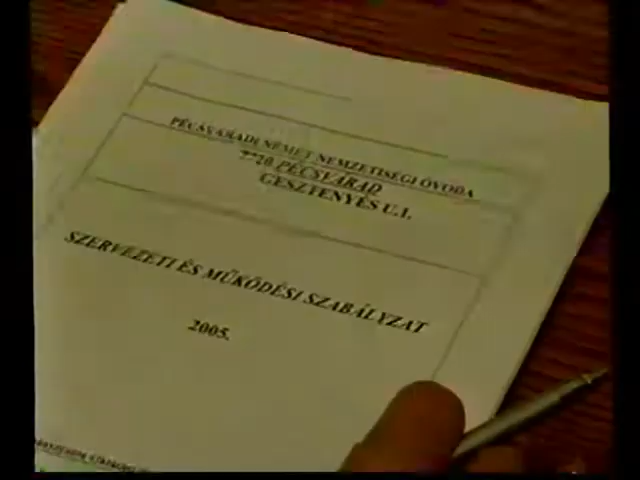 PÉCSVÁRADI NÉMET NEMZETISÉGI ÓVODA
7720 PÉCSVÁRAD
GESZTENYÉS U.1.
SZERVEZETI ÉS MŰKÖDÉSI SZABÁLYZAT
2005.